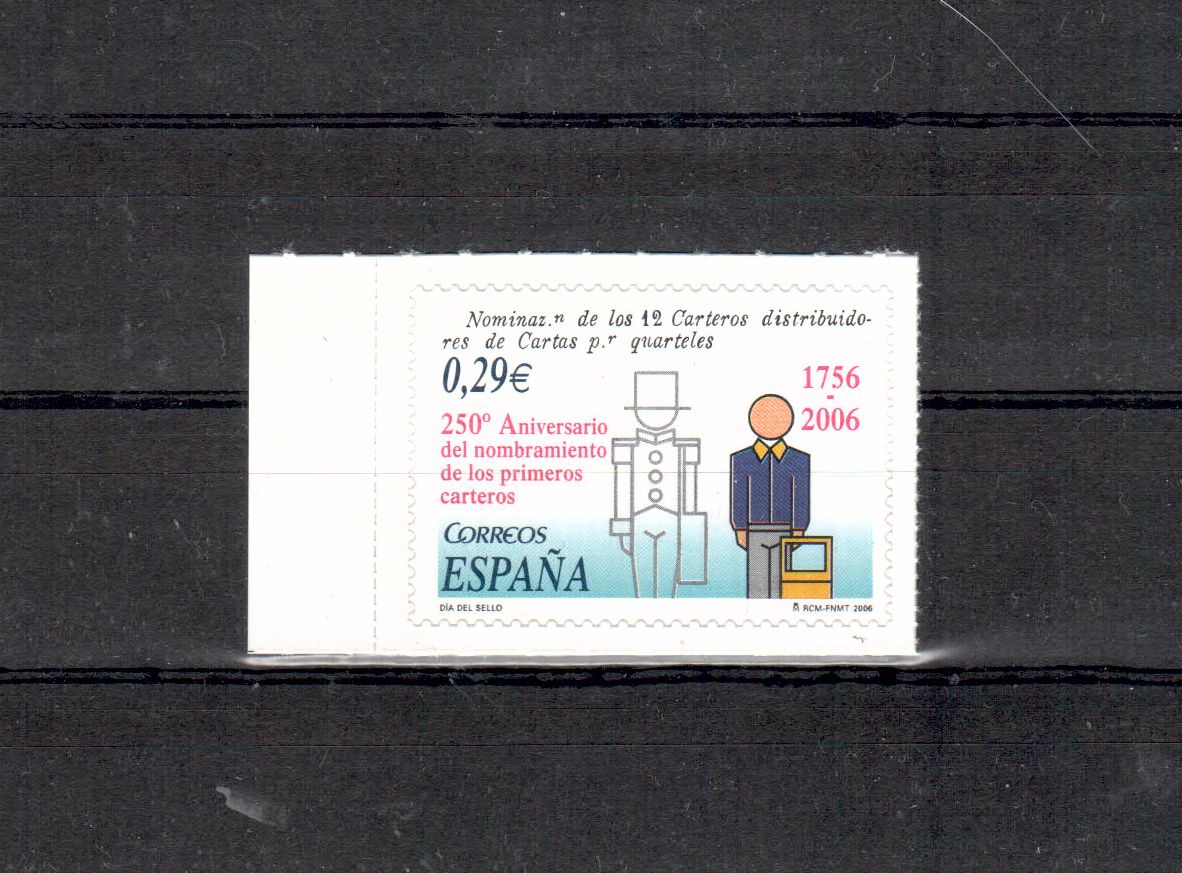 Nominaz.ⁿ de los 12 Carteros distribuido-
res de Cartas p.ʳ quarteles
0,29€
1756
-
2006
250º Aniversario
del nombramiento
de los primeros
carteros
CORREOS
ESPAÑA
DÍA DEL SELLO
RCM-FNMT 2006